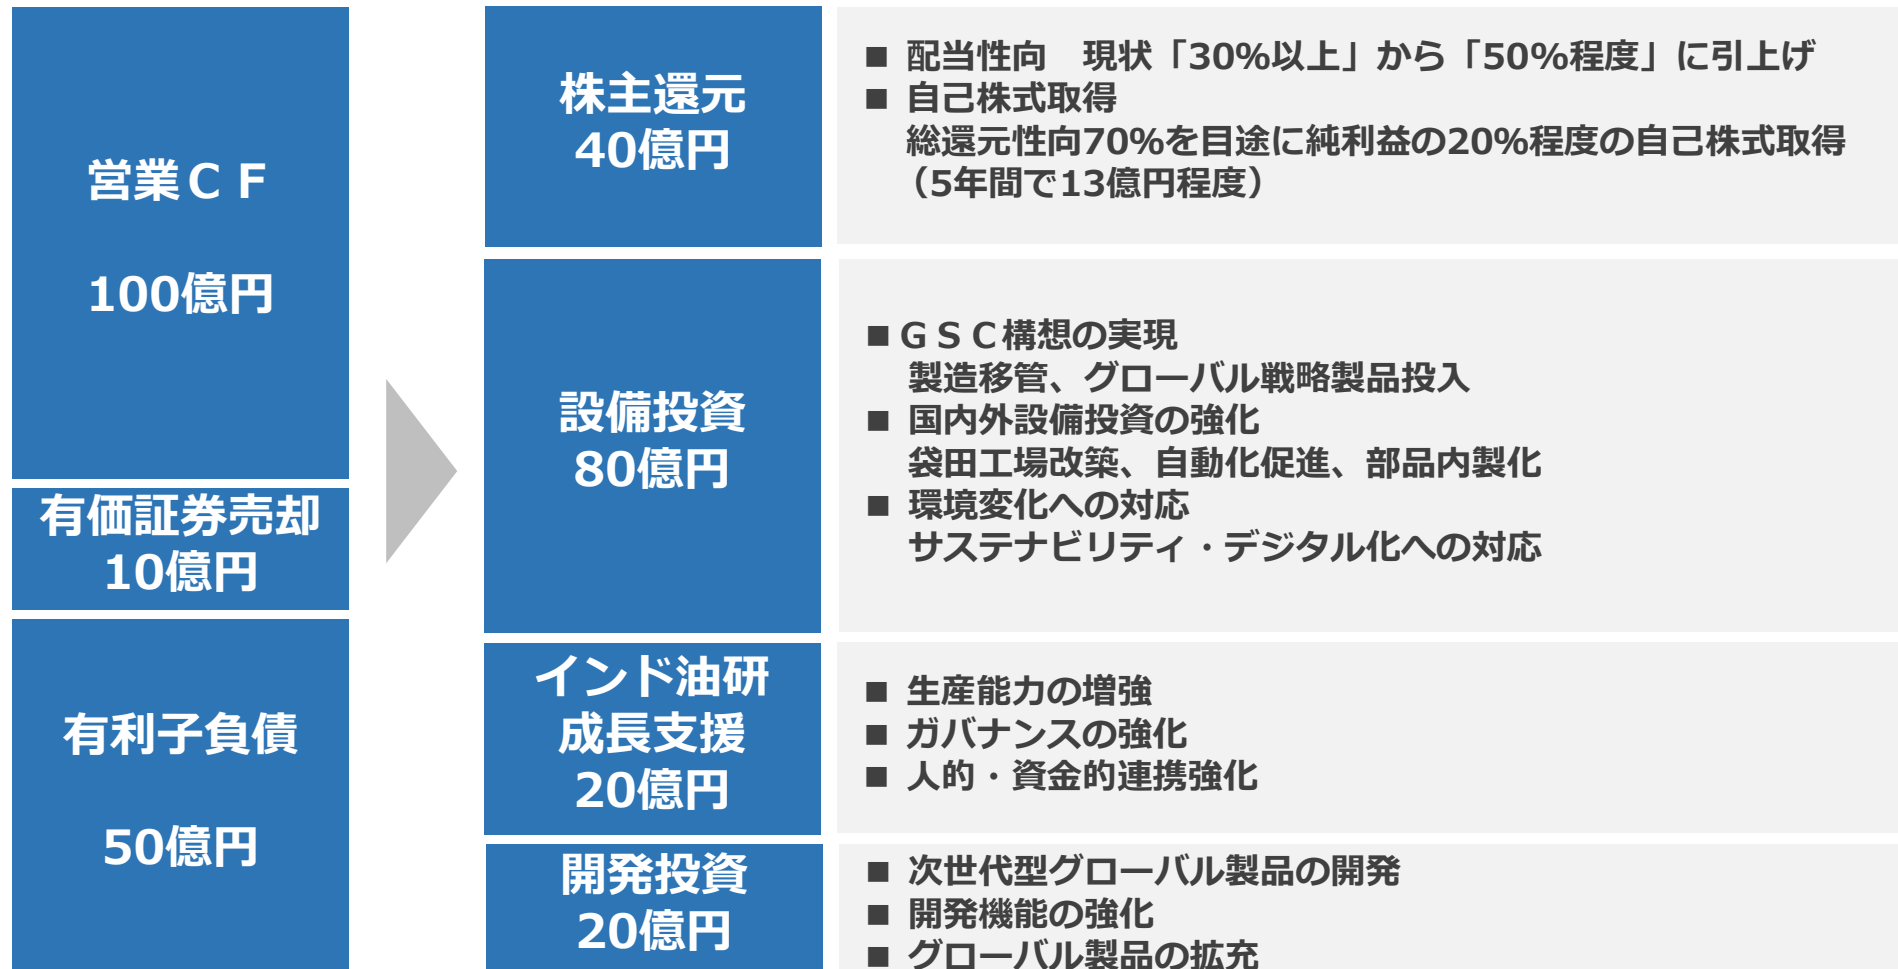 営業ＣＦ
100億円
有価証券売却
10億円
有利子負債
50億円
株主還元
40億円
■ 配当性向　現状「30%以上」から「50%程度」に引上げ
■ 自己株式取得
総還元性向70%を目途に純利益の20%程度の自己株式取得
（5年間で13億円程度）
設備投資
80億円
■ＧＳＣ構想の実現
製造移管、グローバル戦略製品投入
■ 国内外設備投資の強化
袋田工場改築、自動化促進、部品内製化
■ 環境変化への対応
サステナビリティ・デジタル化への対応
インド油研
成長支援
20億円
■ 生産能力の増強
■ ガバナンスの強化
■ 人的・資金的連携強化
開発投資
20億円
■ 次世代型グローバル製品の開発
■ 開発機能の強化
■ グローバル製品の拡充